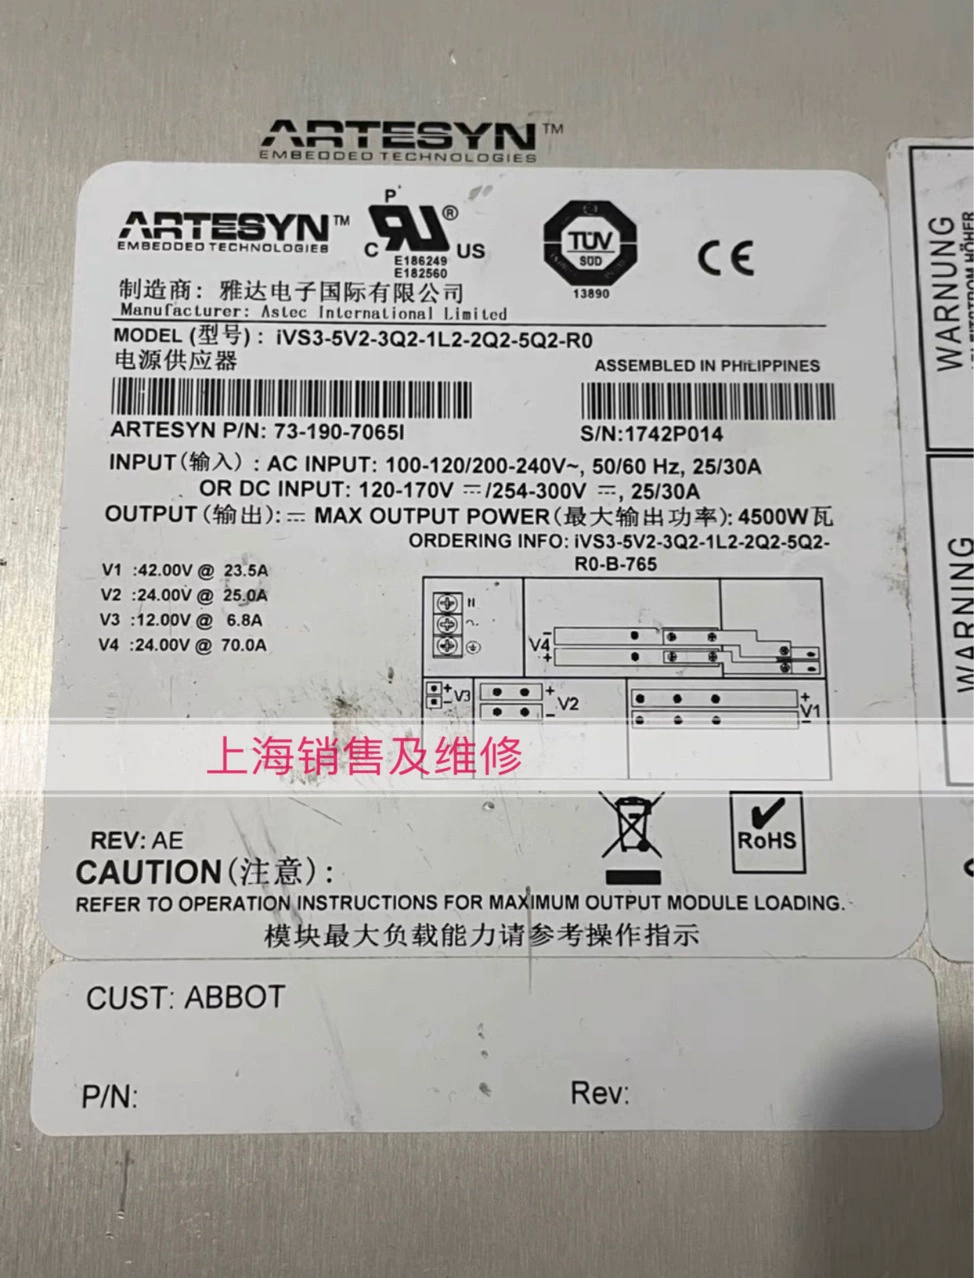 ARTESYN™
EMBEDDED TECHNOLOGIES
ARTESYN™
EMBEDDED TECHNOLOGIES
P
C US
®
E186249
E182560
TÜV
SÜD
13890
CE
制造商: 雅达电子国际有限公司
Manufacturer: Astec International Limited
MODEL (型号) : iVS3-5V2-3Q2-1L2-2Q2-5Q2-R0
电源供应器
ASSEMBLED IN PHILIPPINES
ARTESYN P/N: 73-190-7065I
S/N:1742P014
INPUT(输入) : AC INPUT: 100-120/200-240V~, 50/60 Hz, 25/30A
OR DC INPUT: 120-170V ⎓/254-300V ⎓, 25/30A
OUTPUT(输出):⎓ MAX OUTPUT POWER(最大输出功率): 4500W瓦
ORDERING INFO: iVS3-5V2-3Q2-1L2-2Q2-5Q2-
R0-B-765
V1 :42.00V @ 23.5A
V2 :24.00V @ 25.0A
V3 :12.00V @ 6.8A
V4 :24.00V @ 70.0A
V4 - +
+ - V3
+ - V2
+ - V1
上海销售及维修
RoHS
REV: AE
CAUTION(注意) :
REFER TO OPERATION INSTRUCTIONS FOR MAXIMUM OUTPUT MODULE LOADING.
模块最大负载能力请参考操作指示
CUST: ABBOT
P/N:
Rev:
WARNUNG
WARNING